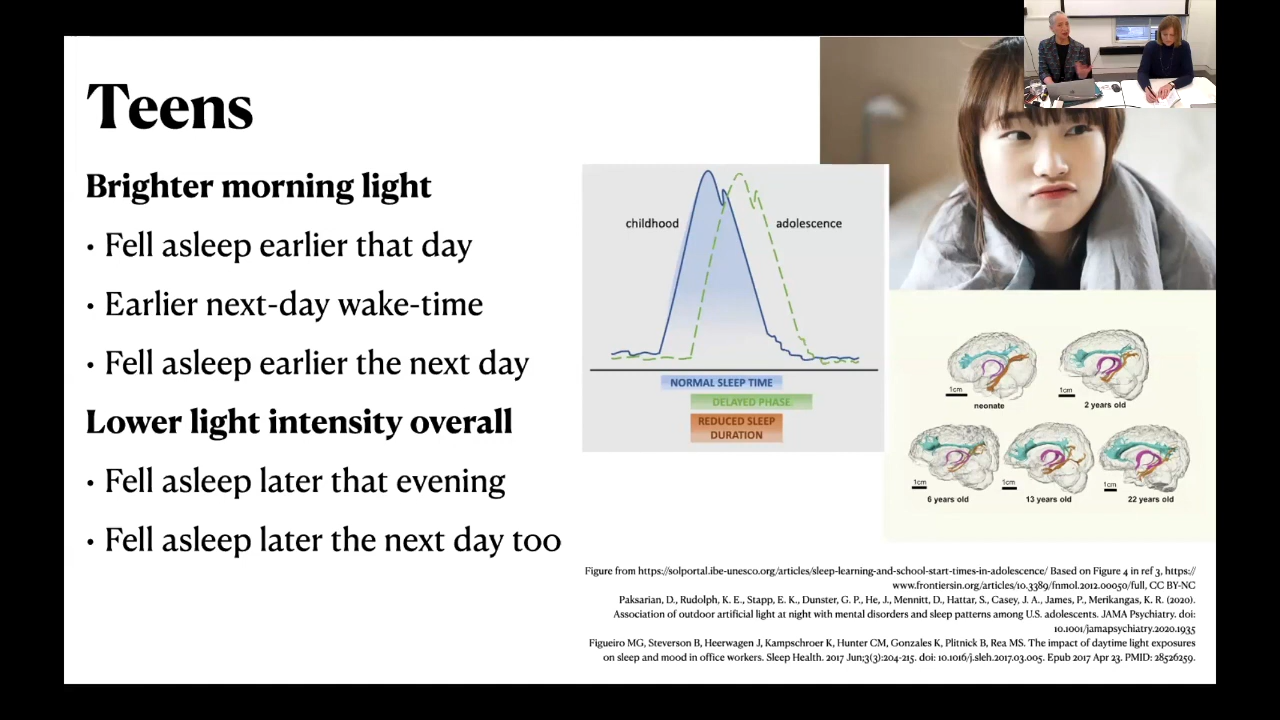 Teens
Brighter morning light
• Fell asleep earlier that day
• Earlier next-day wake-time
• Fell asleep earlier the next day
Lower light intensity overall
• Fell asleep later that evening
• Fell asleep later the next day too
childhood
adolescence
NORMAL SLEEP TIME
DELAYED PHASE
REDUCED SLEEP
DURATION
1cm
neonate
1cm
2 years old
1cm
6 years old
1cm
13 years old
1cm
22 years old
Figure from https://solportal.ibe-unesco.org/articles/sleep-learning-and-school-start-times-in-adolescence/ Based on Figure 4 in ref 3, https://
www.frontiersin.org/articles/10.3389/fnmol.2012.00050/full, CC BY-NC
Paksarian, D., Rudolph, K. E., Stapp, E. K., Dunster, G. P., He, J., Mennitt, D., Hattar, S., Casey, J. A., James, P., Merikangas, K. R. (2020).
Association of outdoor artificial light at night with mental disorders and sleep patterns among U.S. adolescents. JAMA Psychiatry. doi:
10.1001/jamapsychiatry.2020.1935
Figueiro MG, Steverson B, Heerwagen J, Kampschroer K, Hunter CM, Gonzales K, Plitnick B, Rea MS. The impact of daytime light exposures
on sleep and mood in office workers. Sleep Health. 2017 Jun;3(3):204-215. doi: 10.1016/j.sleh.2017.03.005. Epub 2017 Apr 23. PMID: 28526259.